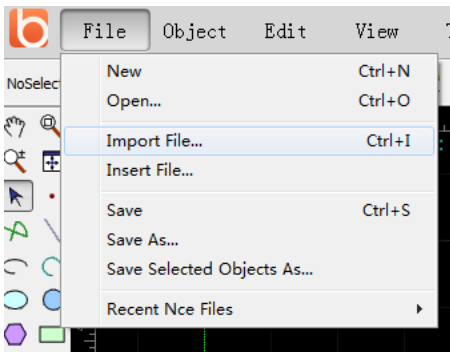 File Object Edit View
NoSelec
New Ctrl+N
Open... Ctrl+O
Import File... Ctrl+I
Insert File...
Save Ctrl+S
Save As...
Save Selected Objects As...
Recent Nce Files